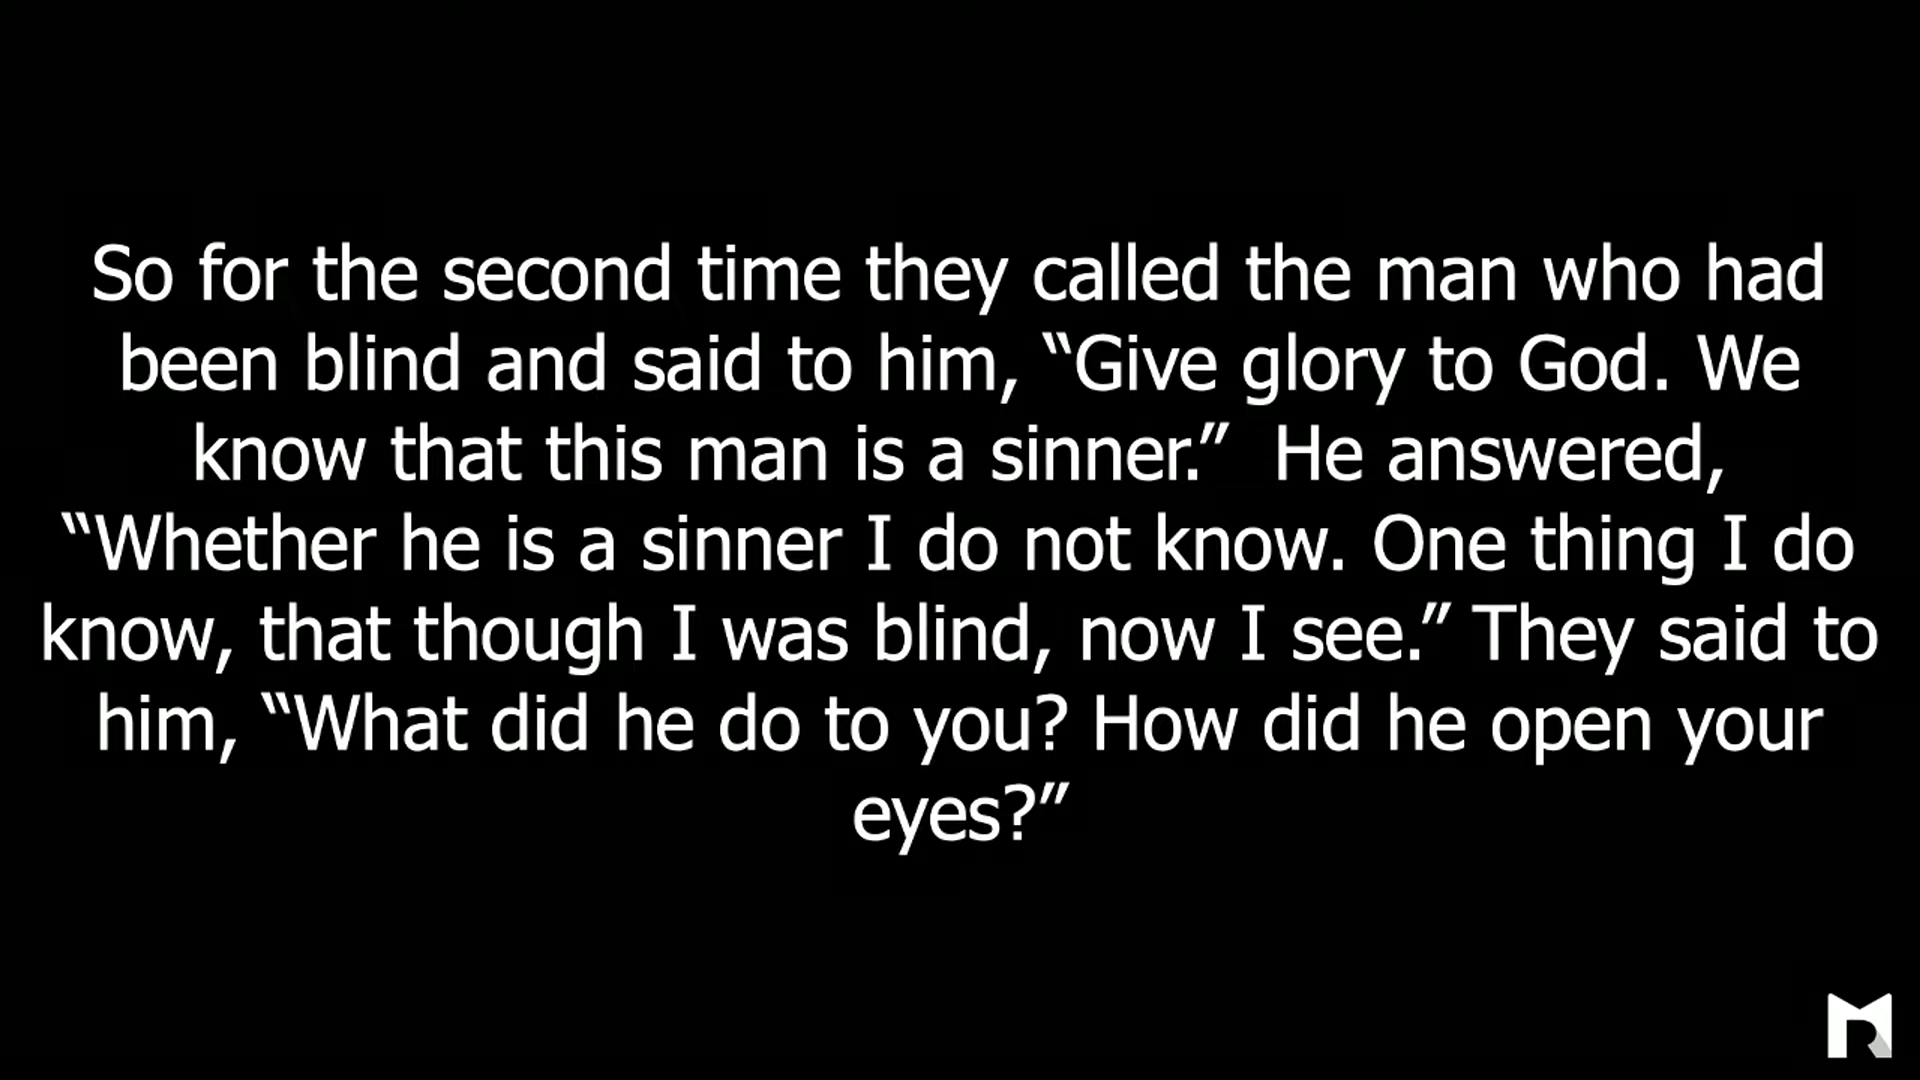 So for the second time they called the man who had
been blind and said to him, “Give glory to God. We
know that this man is a sinner.”  He answered,
“Whether he is a sinner I do not know. One thing I do
know, that though I was blind, now I see.” They said to
him, “What did he do to you? How did he open your
eyes?”